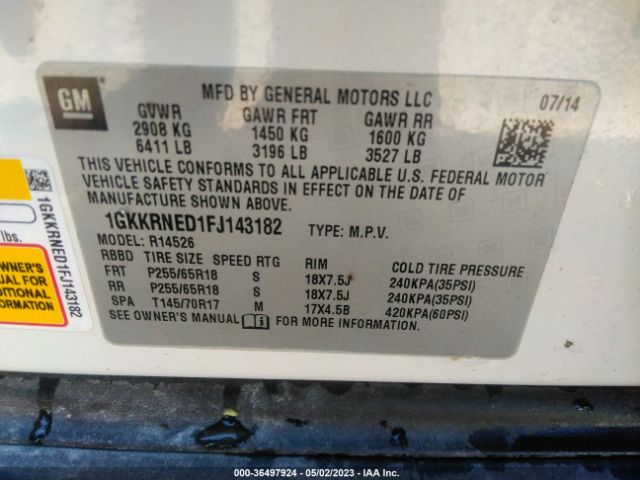 GM
MFD BY GENERAL MOTORS LLC 07/14
GVWR GAWR FRT GAWR RR
2908 KG 1450 KG 1600 KG
6411 LB 3196 LB 3527 LB
THIS VEHICLE CONFORMS TO ALL APPLICABLE U.S. FEDERAL MOTOR
VEHICLE SAFETY STANDARDS IN EFFECT ON THE DATE OF
MANUFACTURE SHOWN ABOVE.
1GKKRNED1FJ143182 TYPE: M.P.V.
MODEL: R14526
RBBD TIRE SIZE SPEED RTG RIM COLD TIRE PRESSURE
FRT P255/65R18 S 18X7.5J 240KPA(35PSI)
RR P255/65R18 S 18X7.5J 240KPA(35PSI)
SPA T145/70R17 M 17X4.5B 420KPA(60PSI)
SEE OWNER'S MANUAL FOR MORE INFORMATION.
1GKKRNED1FJ143182
lbs.
OWNER'S
MANUAL FOR
ADDITIONAL
INFORMATION
000-36497924 - 05/02/2023 - IAA Inc.